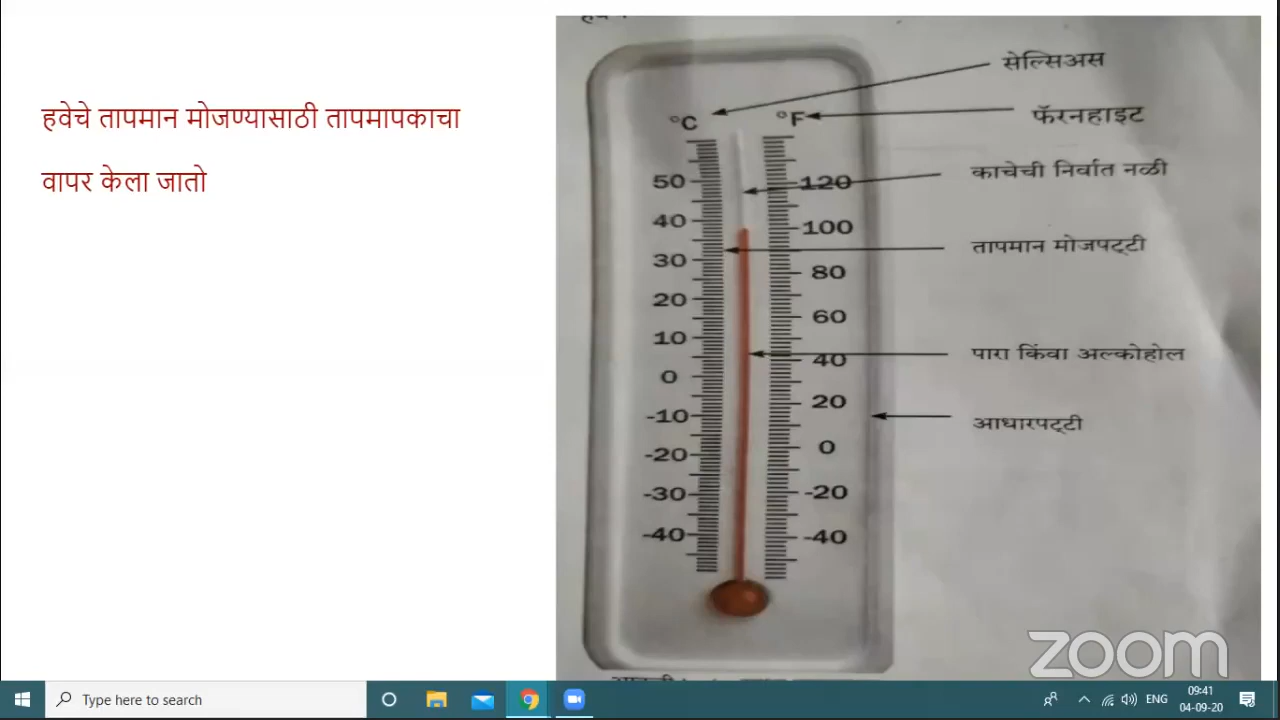 हवेचे तापमान मोजण्यासाठी तापमापकाचा
वापर केला जातो
सेल्सिअस
°C
°F
फॅरनहाइट
काचेची निर्वात नळी
50
120
40
100
तापमान मोजपट्टी
30
80
20
60
10
पारा किंवा अल्कोहोल
40
0
20
-10
आधारपट्टी
-20
0
-30
-20
-40
-40
zoom
Type here to search
ENG
09:41
04-09-20